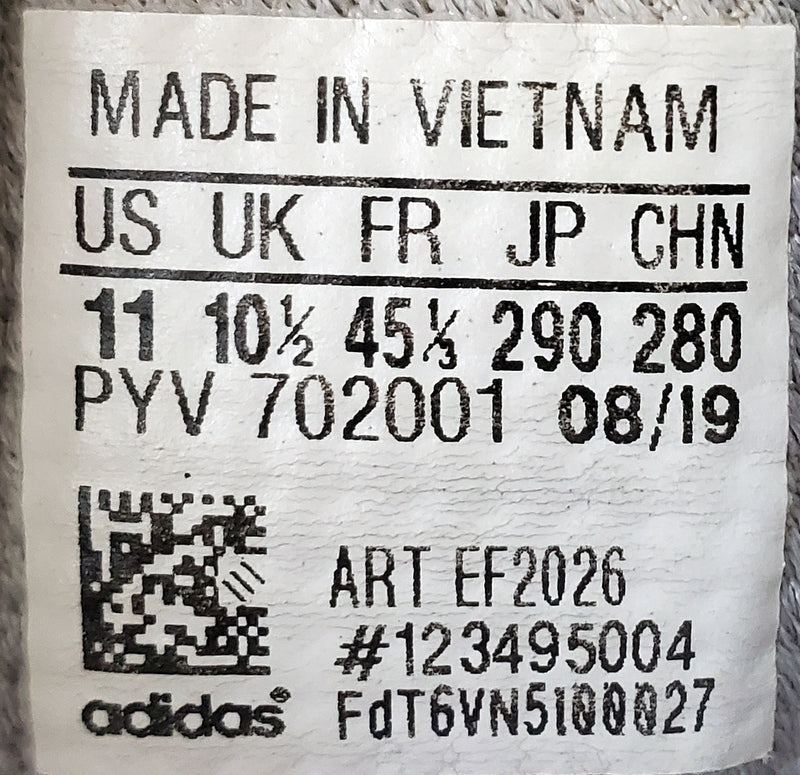 MADE IN VIETNAM
US UK FR JP CHN
11 10½ 45⅓ 290 280
PYV 702001 08/19
ART EF2026
#123495004
adidas®